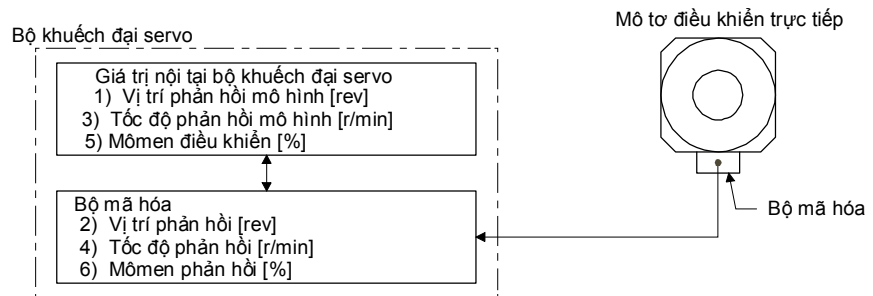 Mô tơ điều khiển trực tiếp
Bộ khuếch đại servo
Giá trị nội tại bộ khuếch đại servo
1) Vị trí phản hồi mô hình [rev]
3) Tốc độ phản hồi mô hình [r/min]
5) Mômen điều khiển [%]
Bộ mã hóa
2) Vị trí phản hồi [rev]
4) Tốc độ phản hồi [r/min]
6) Mômen phản hồi [%]
Bộ mã hóa